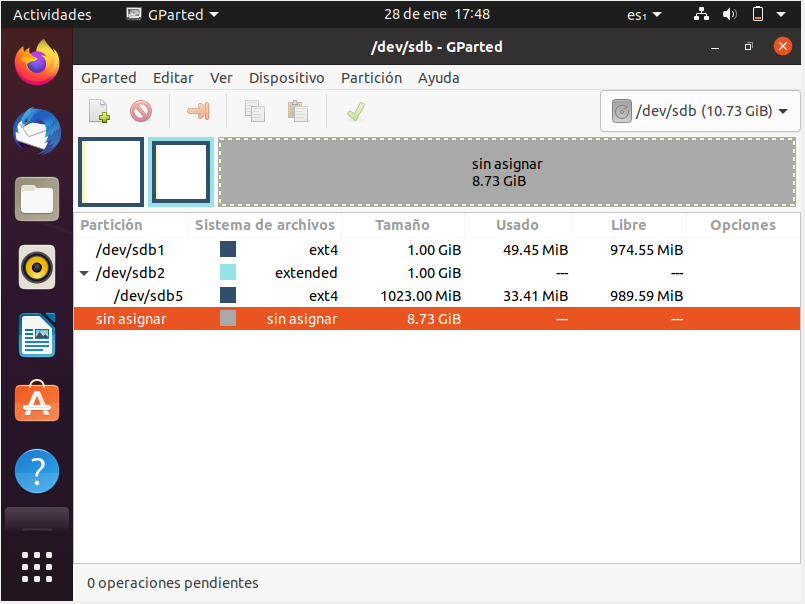 Actividades GParted 28 de ene 17:48 es₁
/dev/sdb - GParted
GParted Editar Ver Dispositivo Partición Ayuda
/dev/sdb (10.73 GiB)
sin asignar
8.73 GiB
Partición Sistema de archivos Tamaño Usado Libre Opciones
/dev/sdb1 ext4 1.00 GiB 49.45 MiB 974.55 MiB
/dev/sdb2 extended 1.00 GiB --- ---
/dev/sdb5 ext4 1023.00 MiB 33.41 MiB 989.59 MiB
sin asignar sin asignar 8.73 GiB --- ---
0 operaciones pendientes